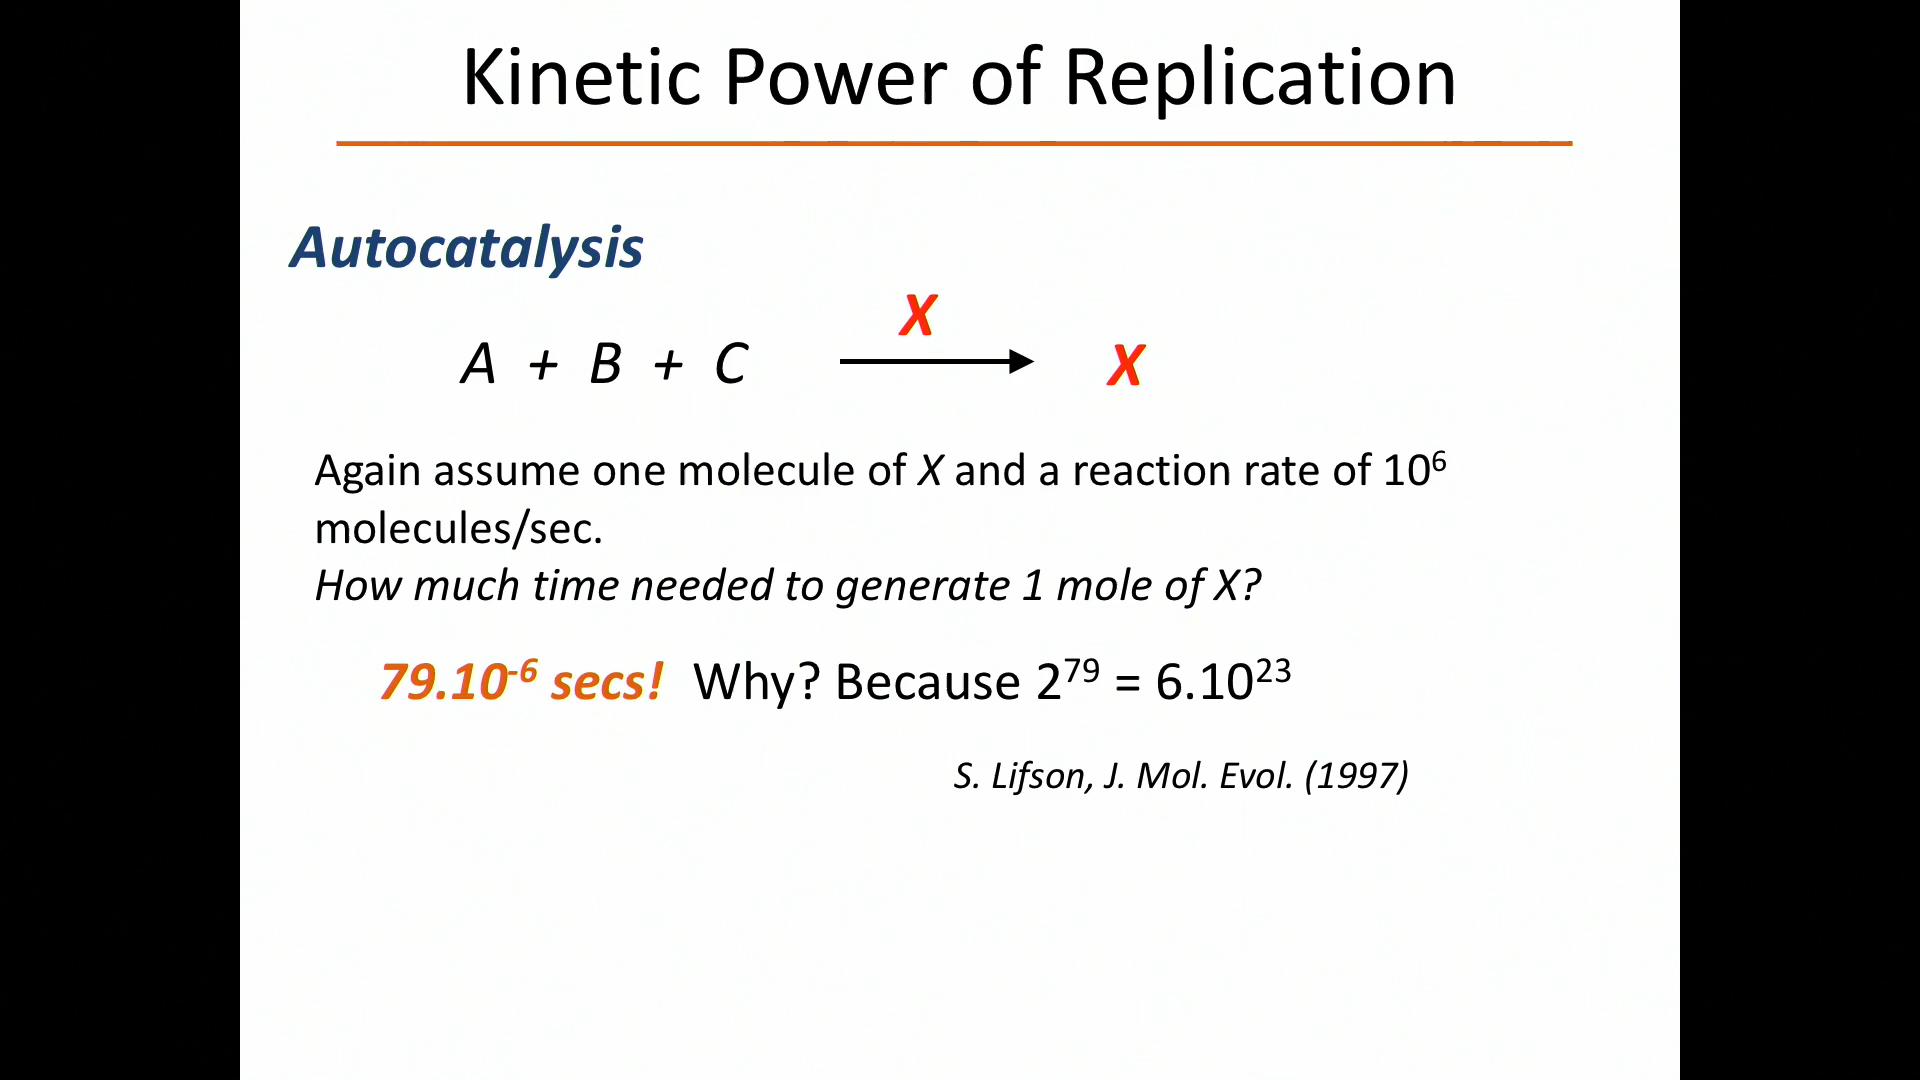 Kinetic Power of Replication
Autocatalysis
X
A + B + C X
Again assume one molecule of X and a reaction rate of 10⁶
molecules/sec.
How much time needed to generate 1 mole of X?
79.10⁻⁶ secs! Why? Because 2⁷⁹ = 6.10²³
S. Lifson, J. Mol. Evol. (1997)